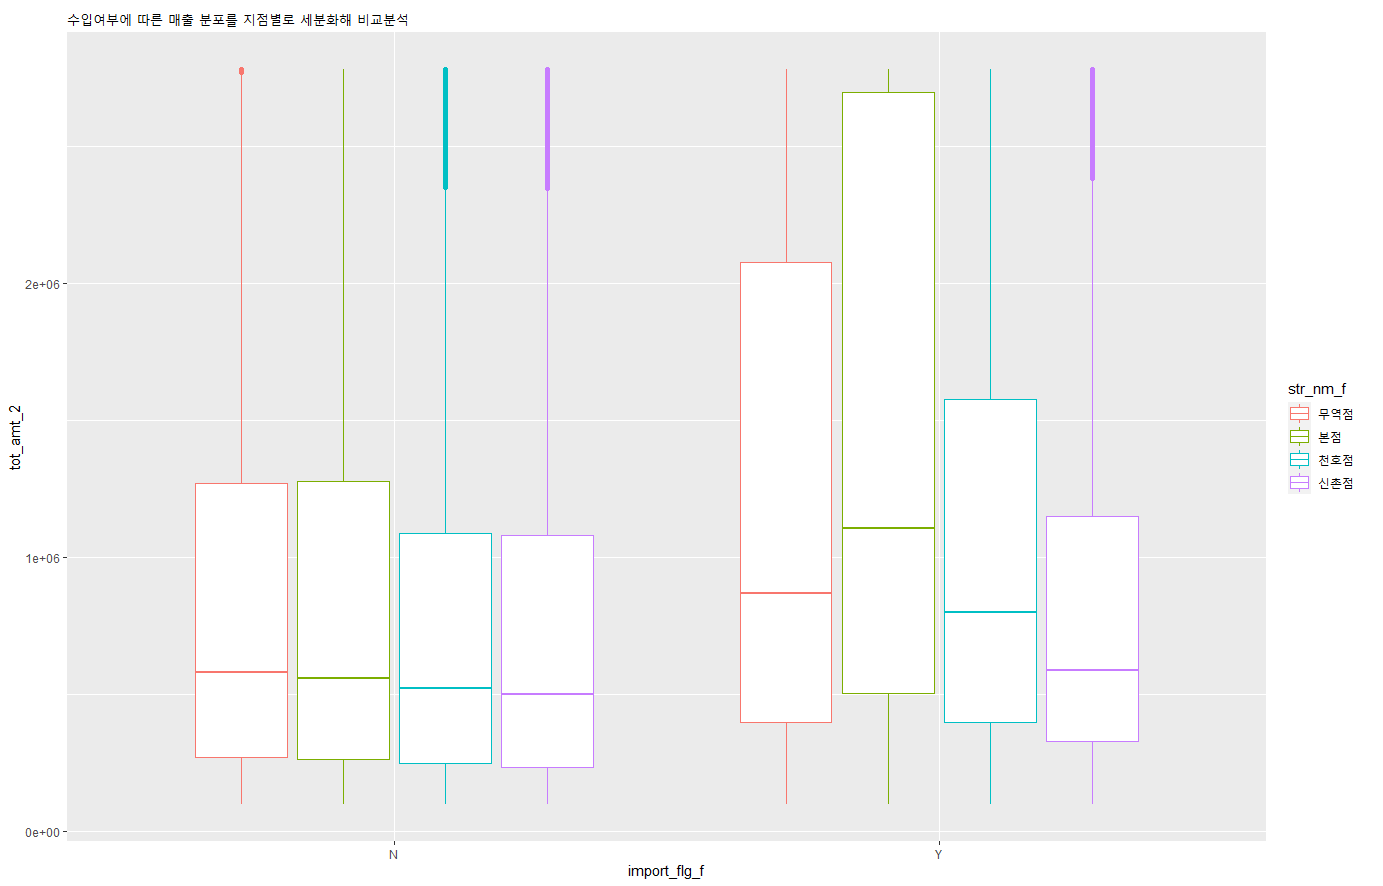 수입여부에 따른 매출 분포를 지점별로 세분화해 비교분석
tot_amt_2
2e+06
1e+06
0e+00
N
Y
import_flg_f
str_nm_f
무역점
본점
천호점
신촌점